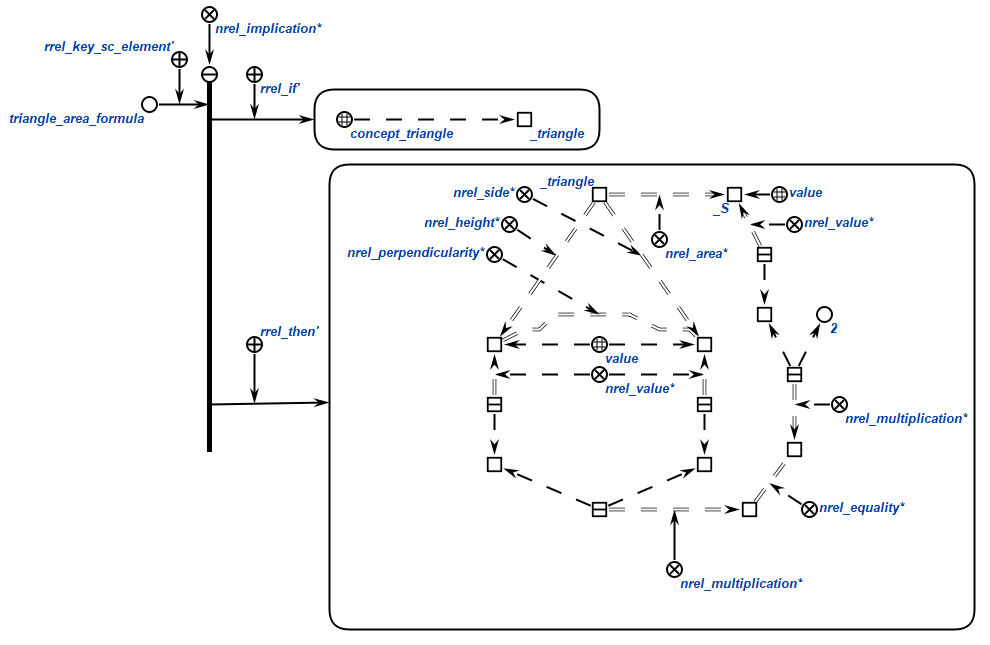 nrel_implication*
rrel_key_sc_element'
rrel_if'
triangle_area_formula
concept_triangle
_triangle
_triangle
nrel_side*
value
_S
nrel_height*
nrel_value*
nrel_perpendicularity*
nrel_area*
rrel_then'
2
value
nrel_value*
nrel_multiplication*
nrel_equality*
nrel_multiplication*